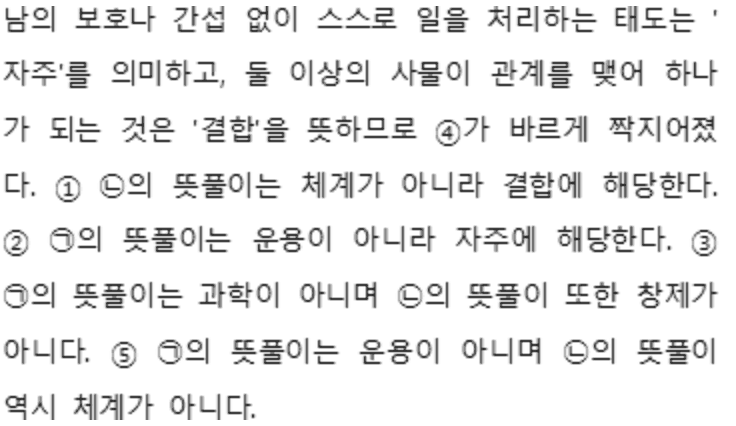 남의 보호나 간섭 없이 스스로 일을 처리하는 태도는 '
자주'를 의미하고, 둘 이상의 사물이 관계를 맺어 하나
가 되는 것은 '결합'을 뜻하므로 ④가 바르게 짝지어졌
다. ① ㉡의 뜻풀이는 체계가 아니라 결합에 해당한다.
② ㉠의 뜻풀이는 운용이 아니라 자주에 해당한다. ③
㉠의 뜻풀이는 과학이 아니며 ㉡의 뜻풀이 또한 창제가
아니다. ⑤ ㉠의 뜻풀이는 운용이 아니며 ㉡의 뜻풀이
역시 체계가 아니다.